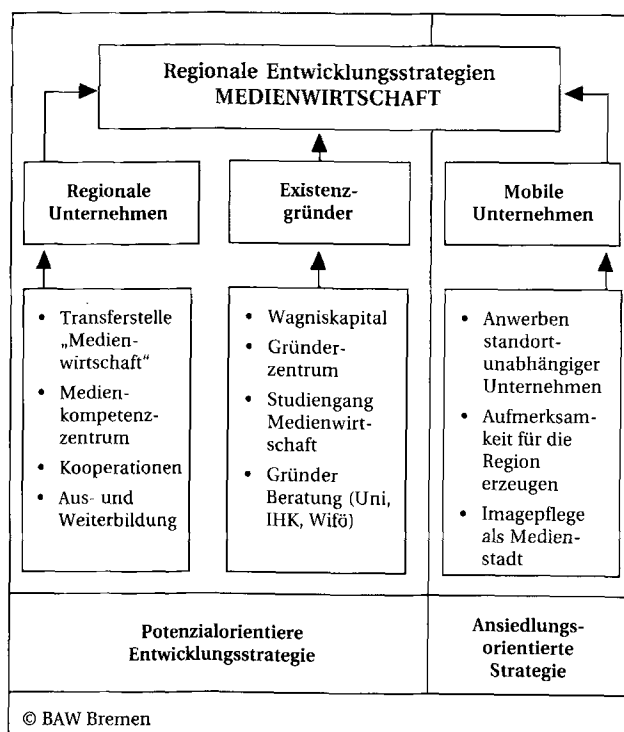 Regionale Entwicklungsstrategien
MEDIENWIRTSCHAFT
Regionale
Unternehmen
Existenz-
gründer
Mobile
Unternehmen
• Transferstelle
„Medien-
wirtschaft“
• Medien-
kompetenz-
zentrum
• Kooperationen
• Aus- und
Weiterbildung
• Wagniskapital
• Gründer-
zentrum
• Studiengang
Medienwirt-
schaft
• Gründer
Beratung (Uni,
IHK, Wifö)
• Anwerben
standort-
unabhängiger
Unternehmen
• Aufmerksam-
keit für die
Region
erzeugen
• Imagepflege
als Medien-
stadt
Potenzialorientiere
Entwicklungsstrategie
Ansiedlungs-
orientierte
Strategie
© BAW Bremen